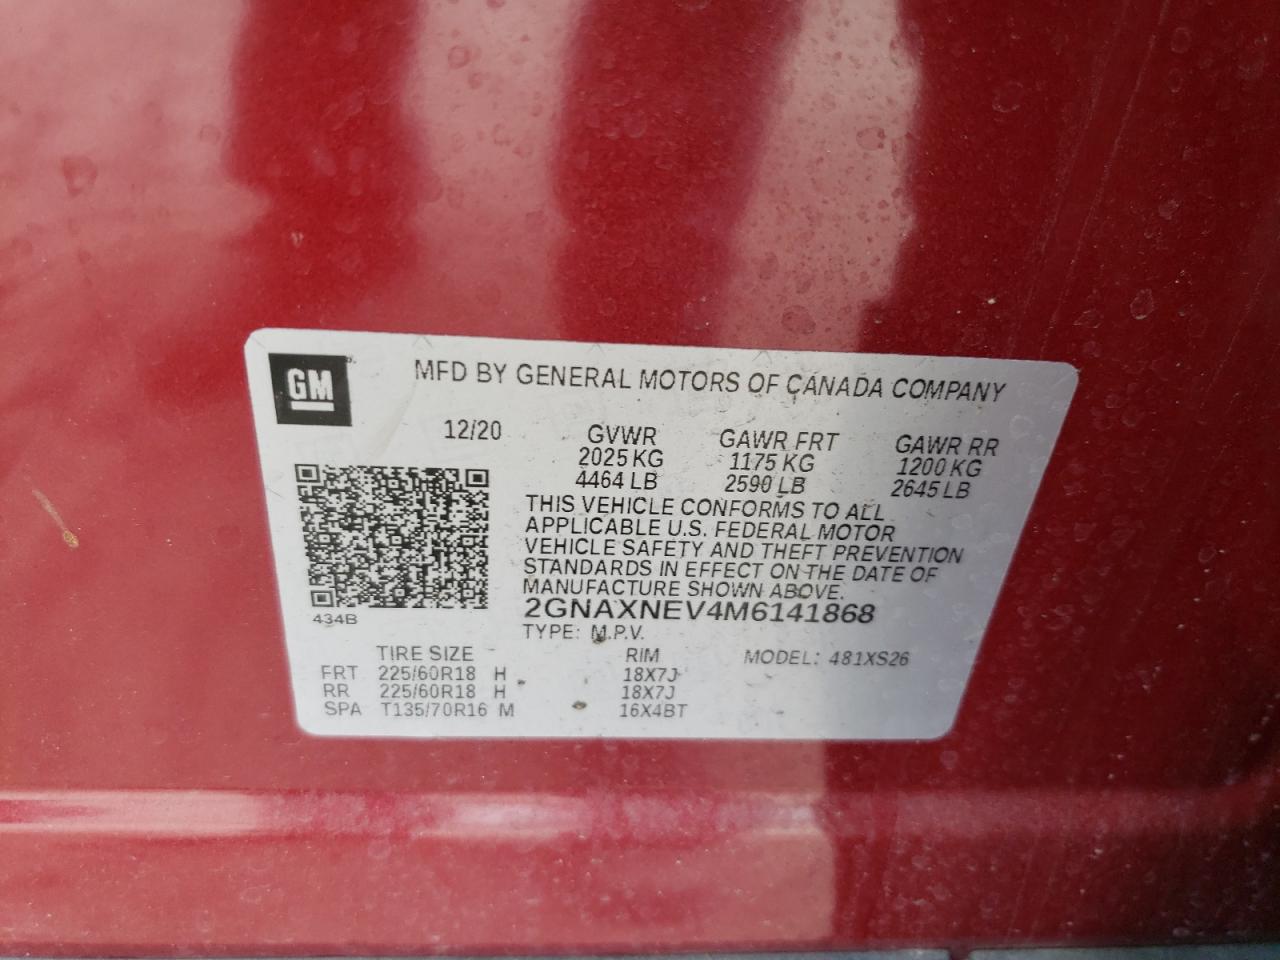 GM
MFD BY GENERAL MOTORS OF CANADA COMPANY
12/20 GVWR GAWR FRT GAWR RR
2025 KG 1175 KG 1200 KG
4464 LB 2590 LB 2645 LB
THIS VEHICLE CONFORMS TO ALL
APPLICABLE U.S. FEDERAL MOTOR
VEHICLE SAFETY AND THEFT PREVENTION
STANDARDS IN EFFECT ON THE DATE OF
MANUFACTURE SHOWN ABOVE.
2GNAXNEV4M6141868
434B
TYPE: M.P.V.
TIRE SIZE RIM MODEL: 481XS26
FRT 225/60R18 H 18X7J
RR 225/60R18 H 18X7J
SPA T135/70R16 M 16X4BT